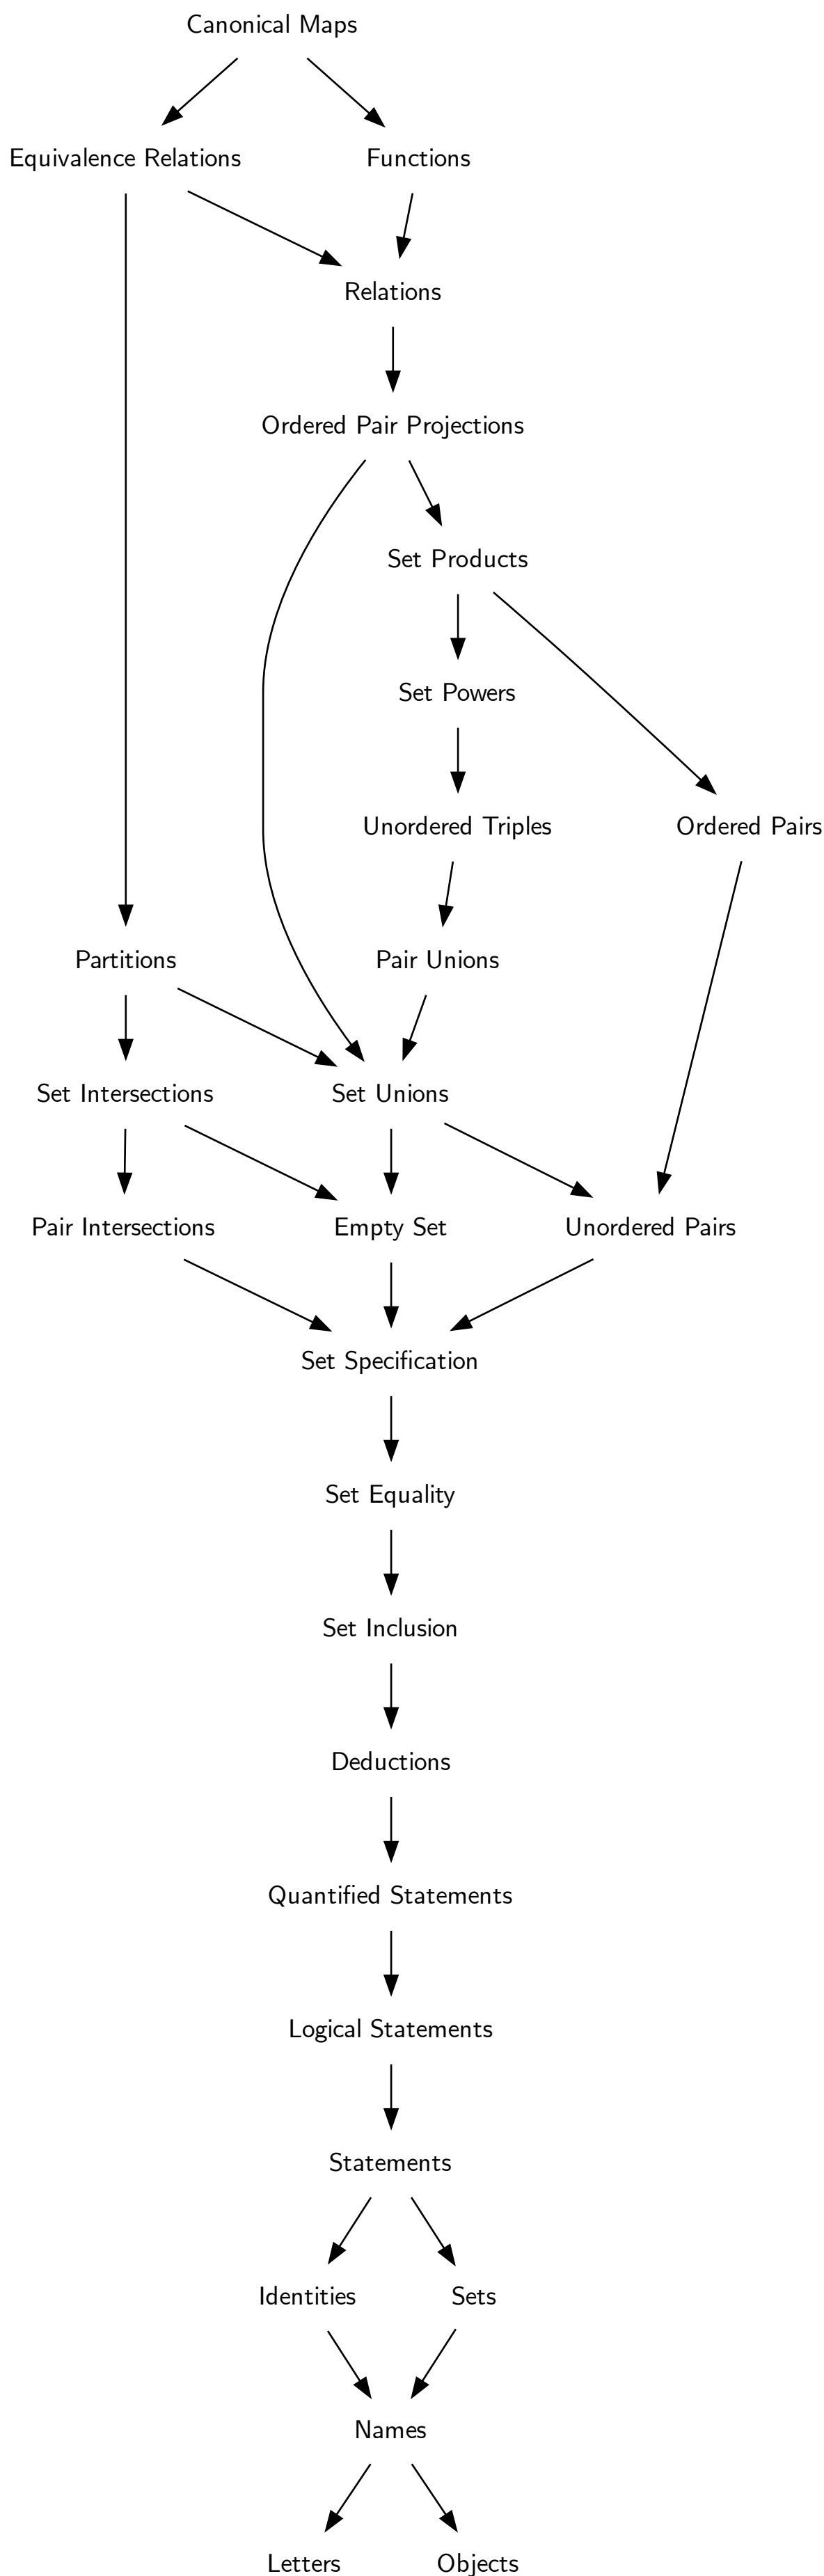 Canonical Maps
Equivalence Relations
Functions
Relations
Ordered Pair Projections
Set Products
Set Powers
Unordered Triples
Ordered Pairs
Partitions
Pair Unions
Set Intersections
Set Unions
Pair Intersections
Empty Set
Unordered Pairs
Set Specification
Set Equality
Set Inclusion
Deductions
Quantified Statements
Logical Statements
Statements
Identities
Sets
Names
Letters
Objects